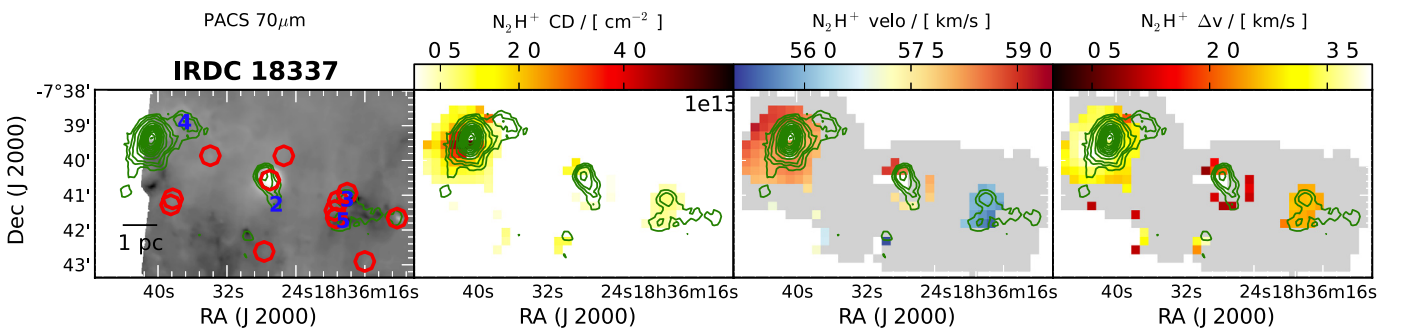 PACS 70μm
N₂H⁺ CD / [ cm⁻² ]
N₂H⁺ velo / [ km/s ]
N₂H⁺ Δv / [ km/s ]
0 5 2 0 4 0
56 0 57 5 59 0
0 5 2 0 3 5
IRDC 18337
1e13
-7°38'
39'
40'
41'
42'
43'
Dec (J 2000)
4
2
3
5
1 pc
40s 32s 24s18h36m16s
40s 32s 24s18h36m16s
40s 32s 24s18h36m16s
40s 32s 24s18h36m16s
RA (J 2000)
RA (J 2000)
RA (J 2000)
RA (J 2000)